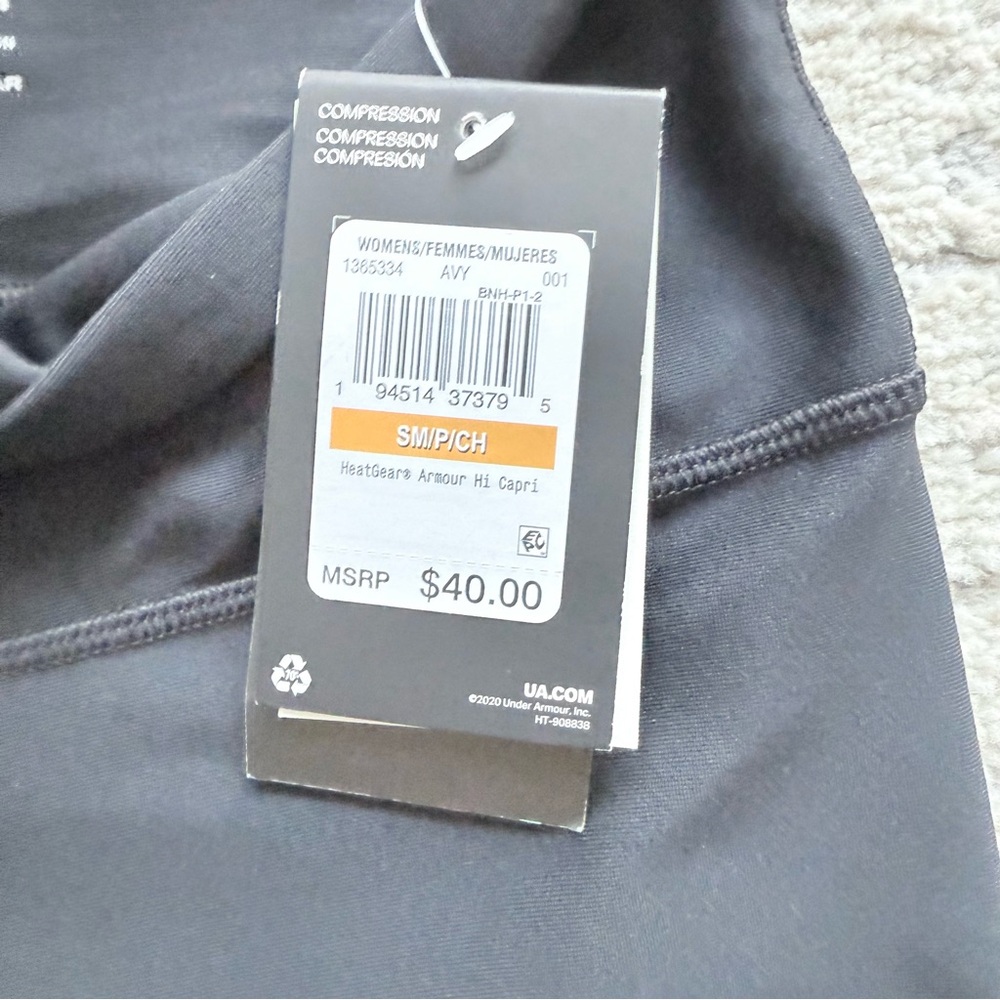 AR
COMPRESSION
COMPRESSION
COMPRESIÓN
WOMENS/FEMMES/MUJERES
1365334 AVY 001
BNH-P1-2
1 94514 37379 5
SM/P/CH
HeatGear® Armour Hi Capri
MSRP $40.00
UA.COM
©2020 Under Armour, Inc.
HT-908838